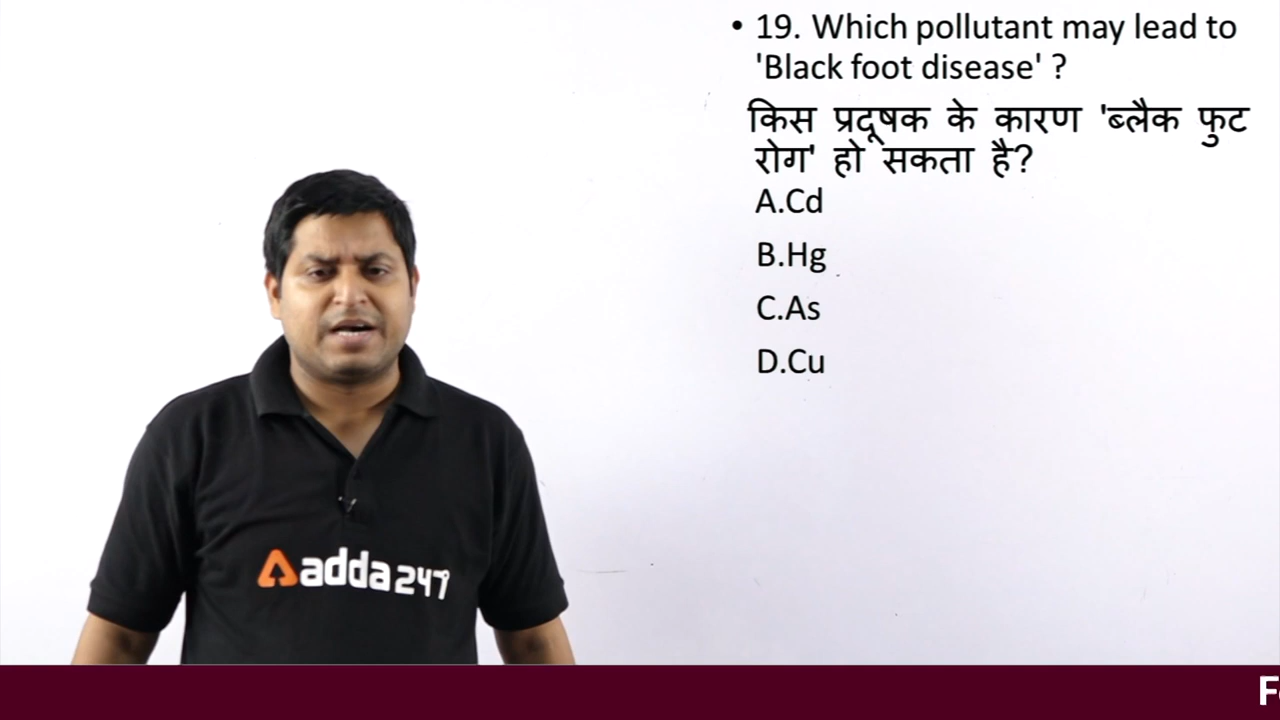 • 19. Which pollutant may lead to
'Black foot disease' ?
किस प्रदूषक के कारण 'ब्लैक फुट
रोग' हो सकता है?
A.Cd
B.Hg
C.As
D.Cu
adda247